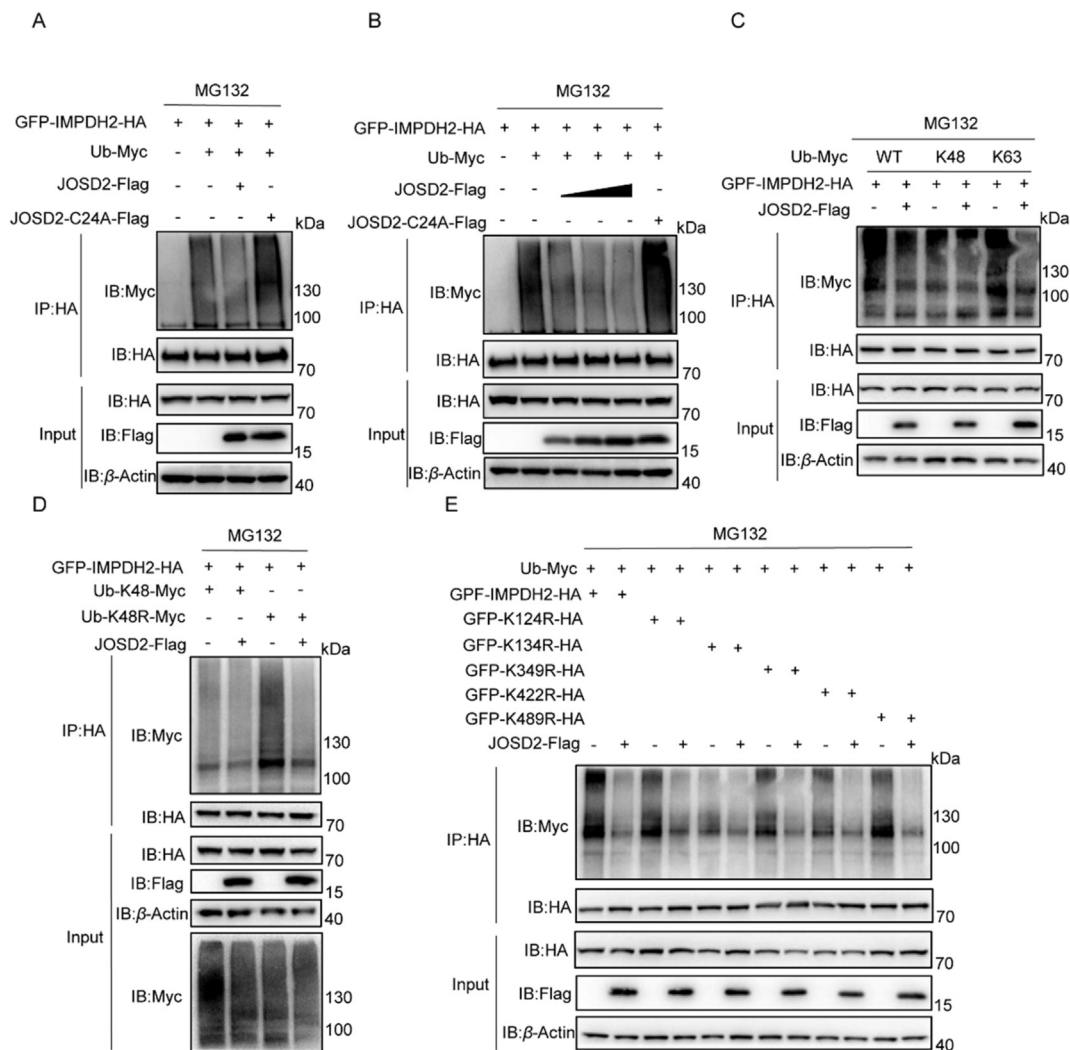 A
MG132
GFP-IMPDH2-HA + + + +
Ub-Myc - + + +
JOSD2-Flag - - + -
JOSD2-C24A-Flag - - - +
kDa
IP:HA
IB:Myc
130
100
IB:HA
70
Input
IB:HA
70
IB:Flag
15
IB:β-Actin
40
B
MG132
GFP-IMPDH2-HA + + + + + +
Ub-Myc - + + + + +
JOSD2-Flag - - -
JOSD2-C24A-Flag - - - - - +
kDa
IP:HA
IB:Myc
130
100
IB:HA
70
Input
IB:HA
70
IB:Flag
15
IB:β-Actin
40
C
MG132
Ub-Myc WT K48 K63
GPF-IMPDH2-HA + + + + + +
JOSD2-Flag - + - + - +
kDa
IP:HA
IB:Myc
130
100
IB:HA
70
Input
IB:HA
70
IB:Flag
15
IB:β-Actin
40
D
MG132
GFP-IMPDH2-HA + + + +
Ub-K48-Myc + + - -
Ub-K48R-Myc - - + +
JOSD2-Flag - + - +
kDa
IP:HA
IB:Myc
130
100
IB:HA
70
Input
IB:HA
70
IB:Flag
15
IB:β-Actin
40
IB:Myc
130
100
E
MG132
Ub-Myc + + + + + + + + + + + +
GPF-IMPDH2-HA + +
GFP-K124R-HA + +
GFP-K134R-HA + +
GFP-K349R-HA + +
GFP-K422R-HA + +
GFP-K489R-HA + +
JOSD2-Flag - + - + - + - + - + - +
kDa
IP:HA
IB:Myc
130
100
IB:HA
70
Input
IB:HA
70
IB:Flag
15
IB:β-Actin
40